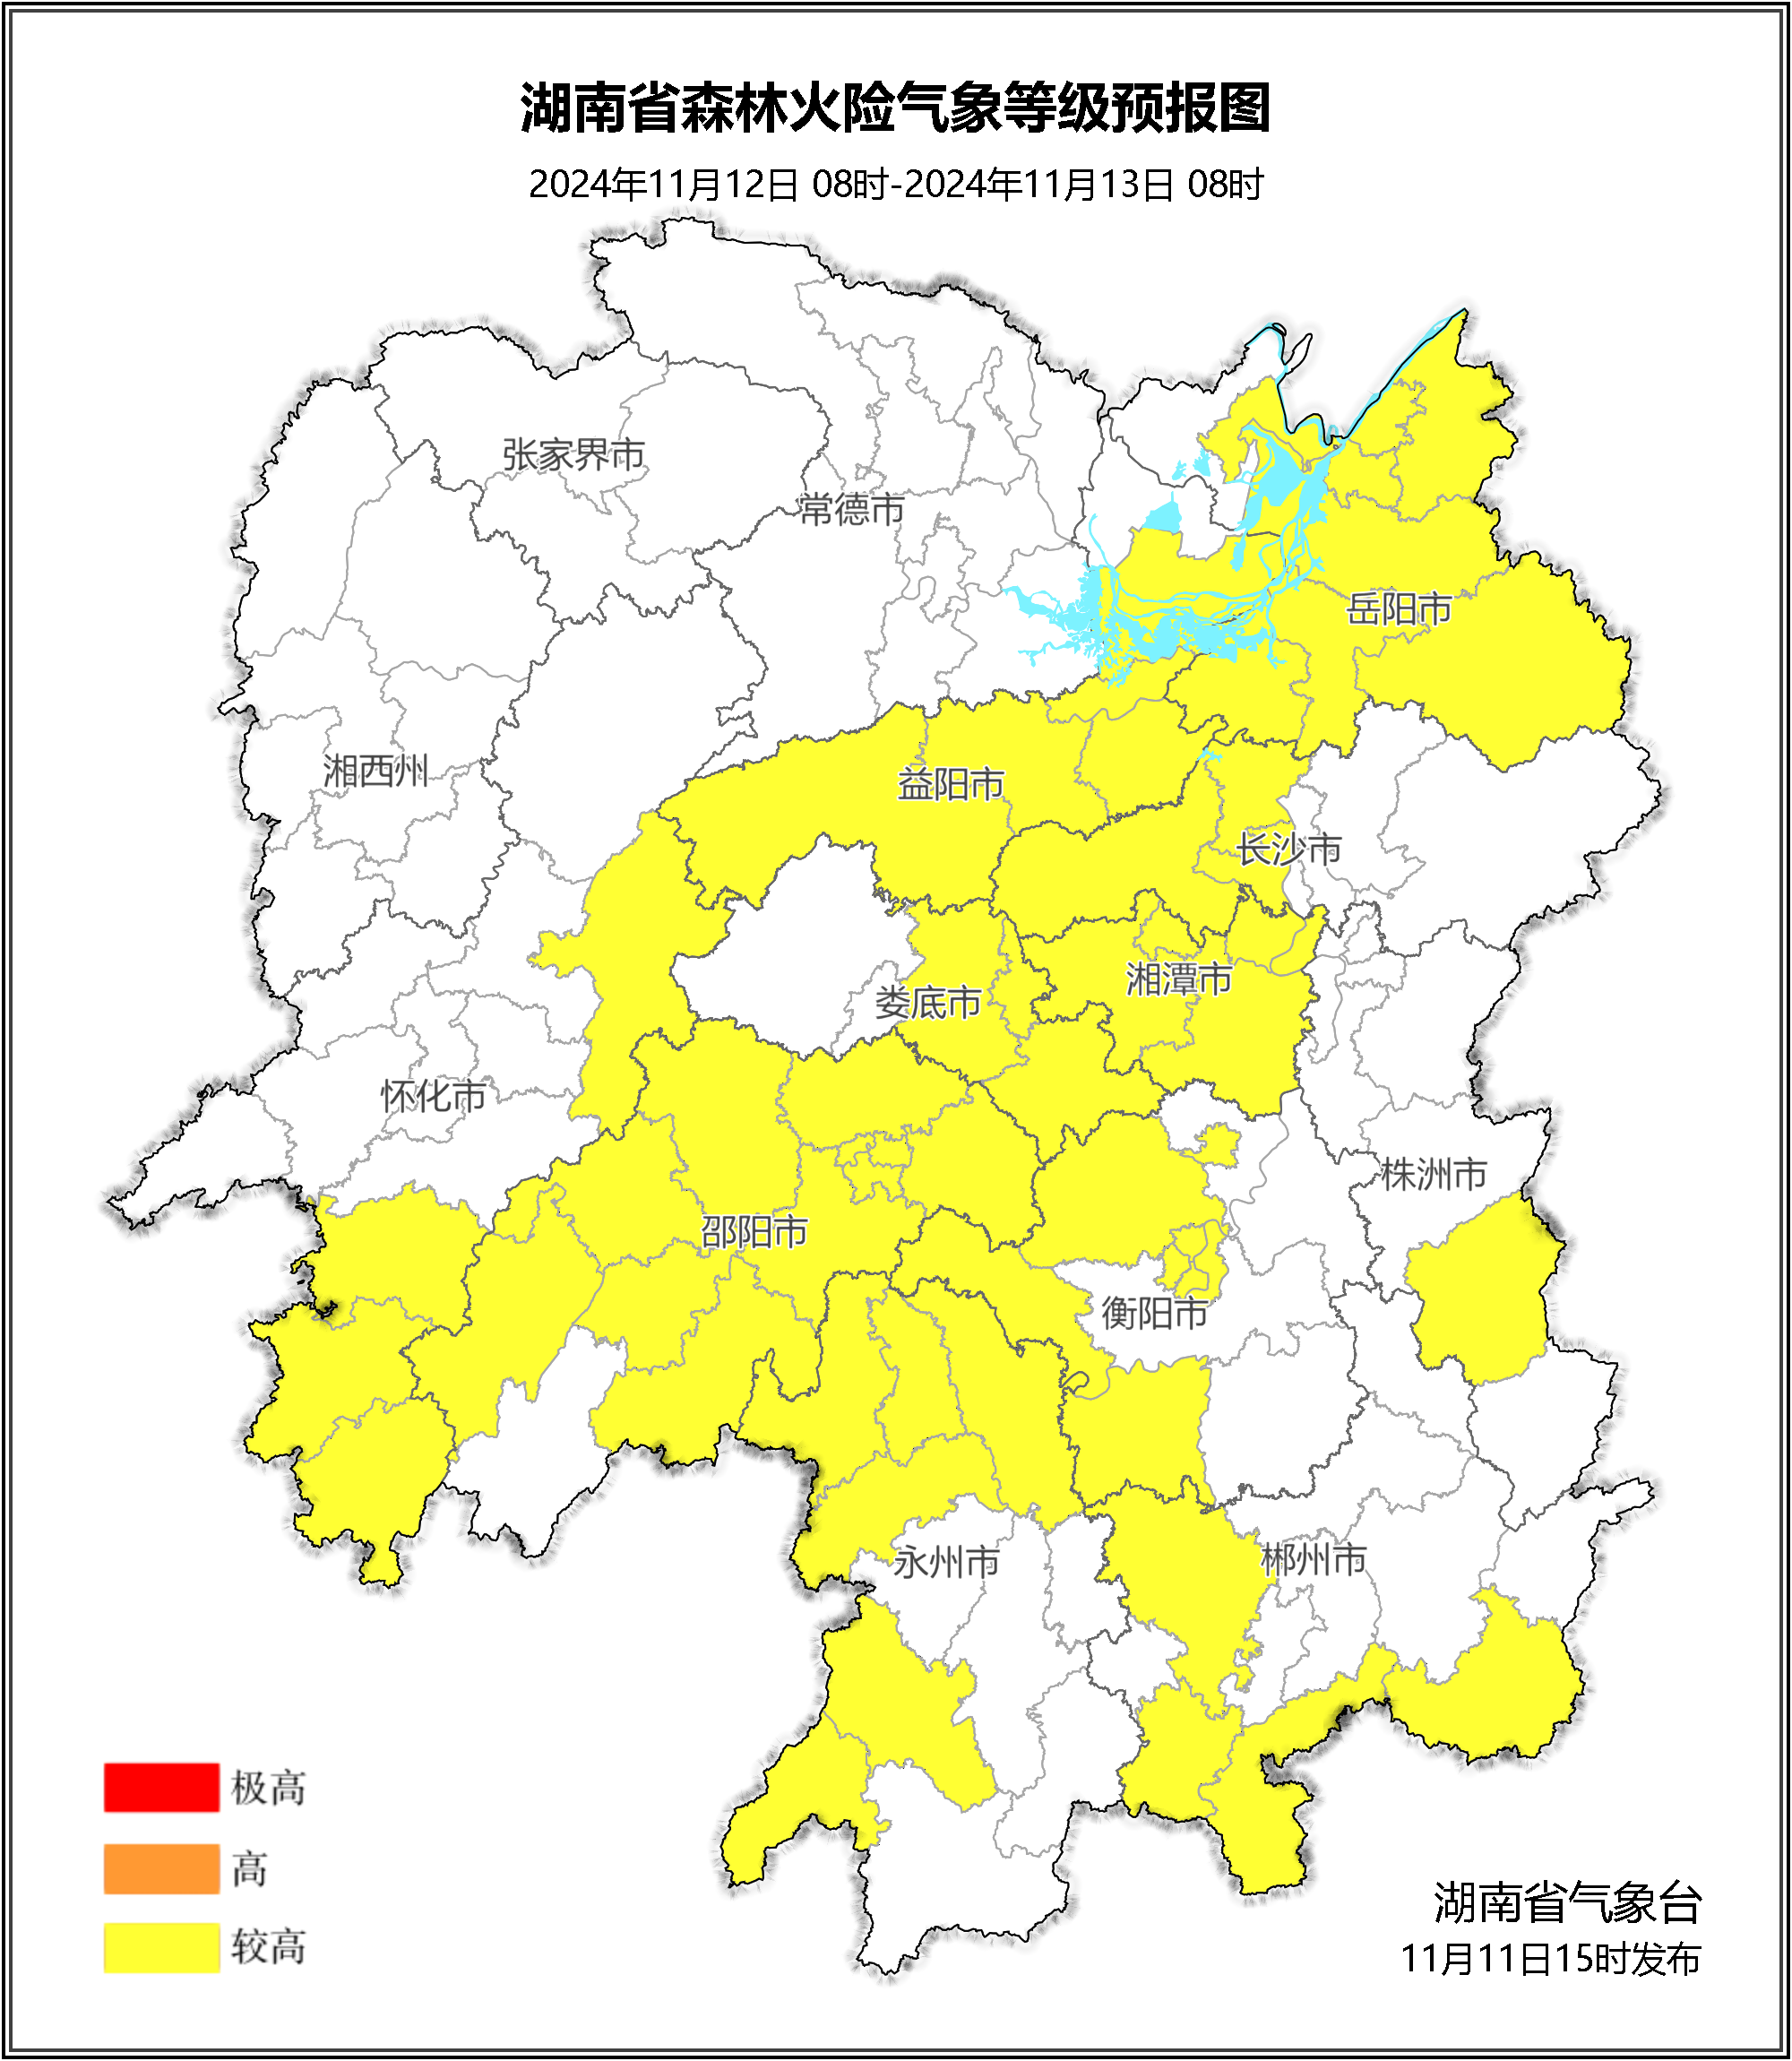 湖南省森林火险气象等级预报图
2024年11月12日 08时-2024年11月13日 08时
张家界市
常德市
岳阳市
湘西州
益阳市
长沙市
湘潭市
娄底市
怀化市
株洲市
邵阳市
衡阳市
永州市
郴州市
极高
高
较高
湖南省气象台
11月11日15时发布